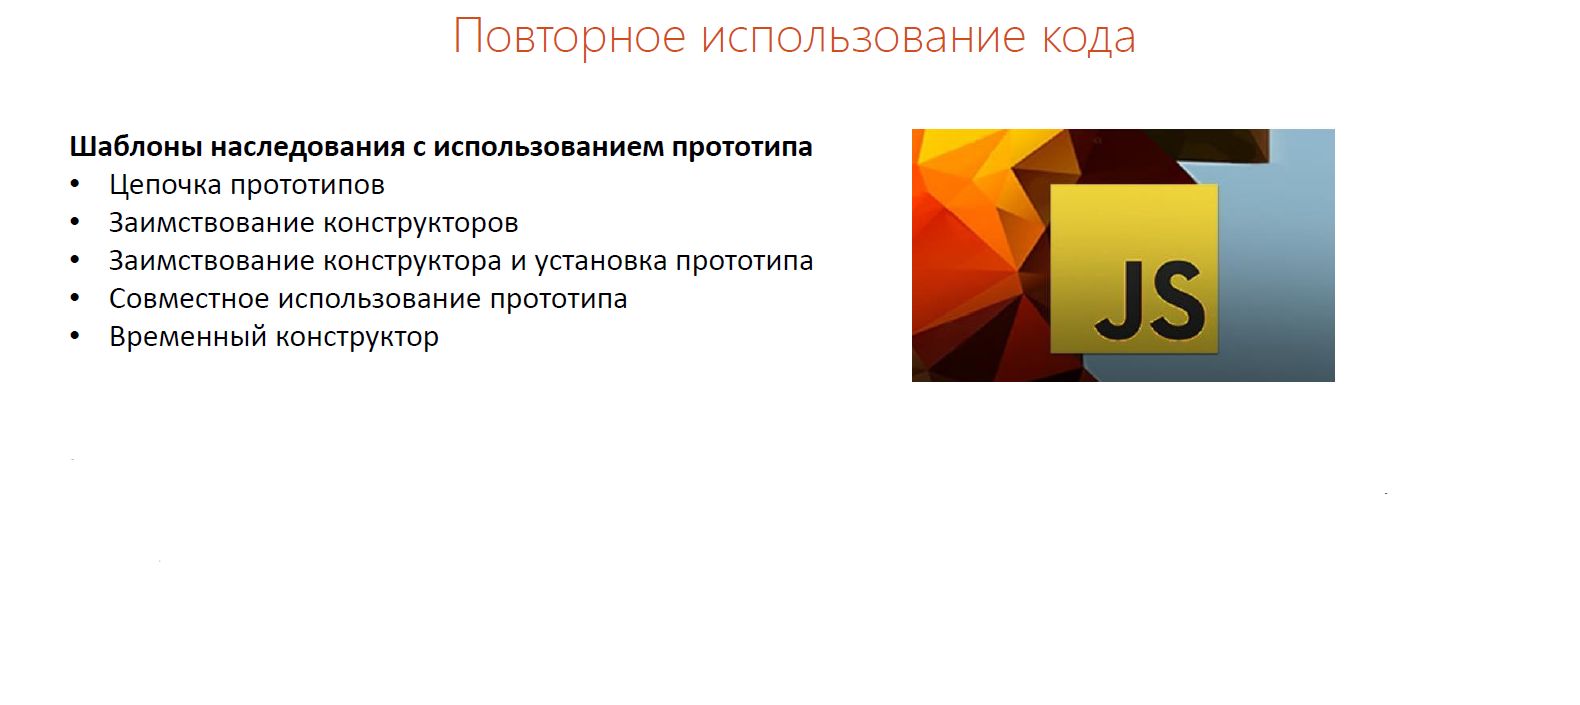 Повторное использование кода
Шаблоны наследования с использованием прототипа
• Цепочка прототипов
• Заимствование конструкторов
• Заимствование конструктора и установка прототипа
• Совместное использование прототипа
• Временный конструктор
JS